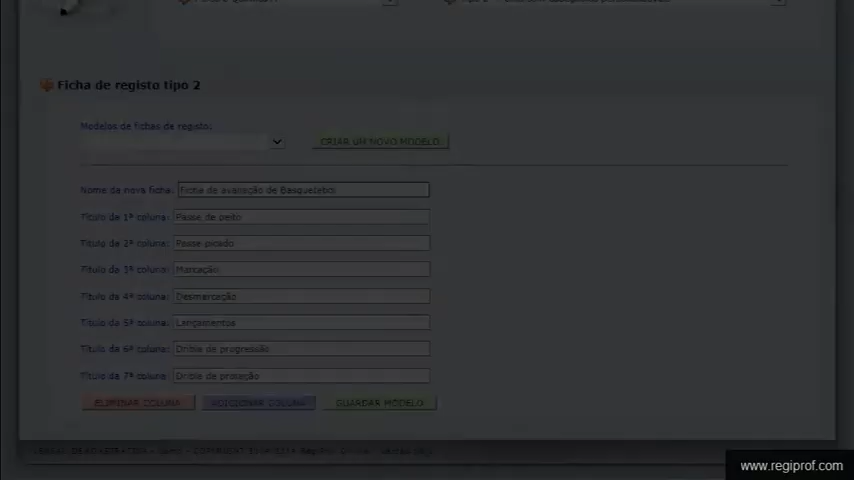 Ficha de registo tipo 2
Modelos de fichas de registo:
CRIAR UM NOVO MODELO
Nome da nova ficha: Ficha de avaliação de Basquetebol
Título da 1ª coluna: Passe de peito
Título da 2ª coluna: Passe picado
Título da 3ª coluna: Marcação
Título da 4ª coluna: Desmarcação
Título da 5ª coluna: Lançamentos
Título da 6ª coluna: Drible de progressão
Título da 7ª coluna: Drible de proteção
ELIMINAR COLUNA ADICIONAR COLUNA GUARDAR MODELO
www.regiprof.com